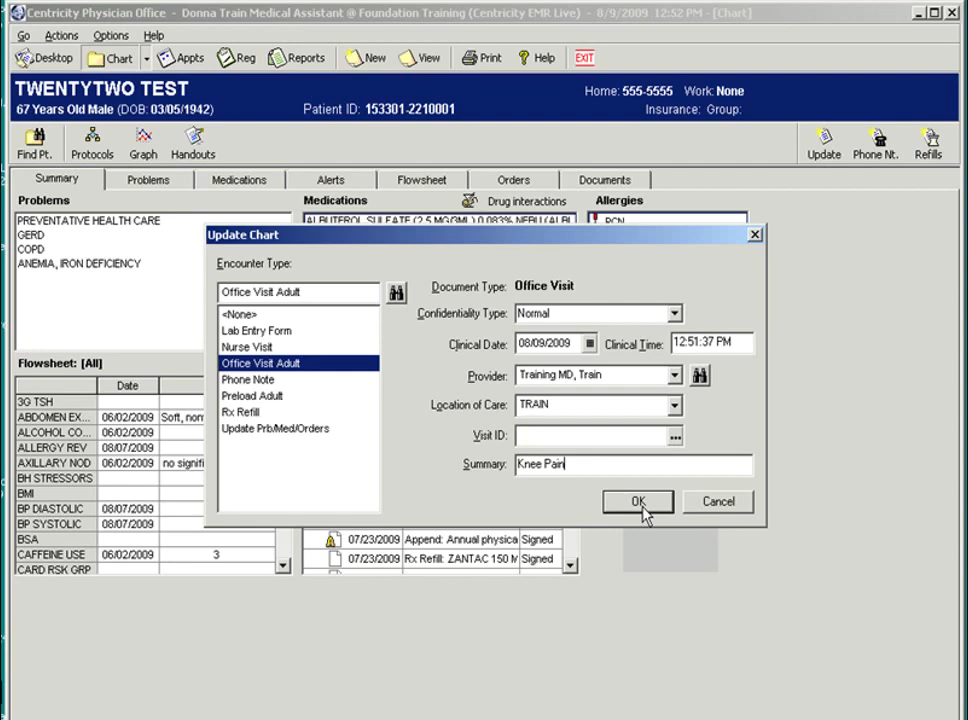 Centricity Physician Office - Donna Train Medical Assistant @ Foundation Training (Centricity EMR Live) - 8/9/2009 12:52 PM - [Chart]
Go Actions Options Help
Desktop Chart Appts Reg Reports New View Print Help EXIT
TWENTYTWO TEST
67 Years Old Male (DOB: 03/05/1942)
Patient ID: 153301-2210001
Home: 555-5555 Work: None
Insurance: Group:
Find Pt. Protocols Graph Handouts
Update Phone Nt. Refills
Summary Problems Medications Alerts Flowsheet Orders Documents
Problems
PREVENTATIVE HEALTH CARE
GERD
COPD
ANEMIA, IRON DEFICIENCY
Medications Drug interactions
ALBUTEROL SULFATE (2.5 MG/3ML) 0.083% NEBU (ALBU
Allergies
PCN
Update Chart
Encounter Type:
Office Visit Adult
<None>
Lab Entry Form
Nurse Visit
Office Visit Adult
Phone Note
Preload Adult
Rx Refill
Update Prb/Med/Orders
Document Type: Office Visit
Confidentiality Type: Normal
Clinical Date: 08/09/2009 Clinical Time: 12:51:37 PM
Provider: Training MD, Train
Location of Care: TRAIN
Visit ID: ...
Summary: Knee Pain
OK Cancel
Flowsheet: [All]
Date
3G TSH
ABDOMEN EX... 06/02/2009 Soft, non
ALCOHOL CO... 06/02/2009
ALLERGY REV 08/07/2009
AXILLARY NOD 06/02/2009 no signifi
BH STRESSORS
BMI
BP DIASTOLIC 08/07/2009
BP SYSTOLIC 08/07/2009
BSA
CAFFEINE USE 06/02/2009 3
CARD RSK GRP
07/23/2009 Append: Annual physica Signed
07/23/2009 Rx Refill: ZANTAC 150 M Signed